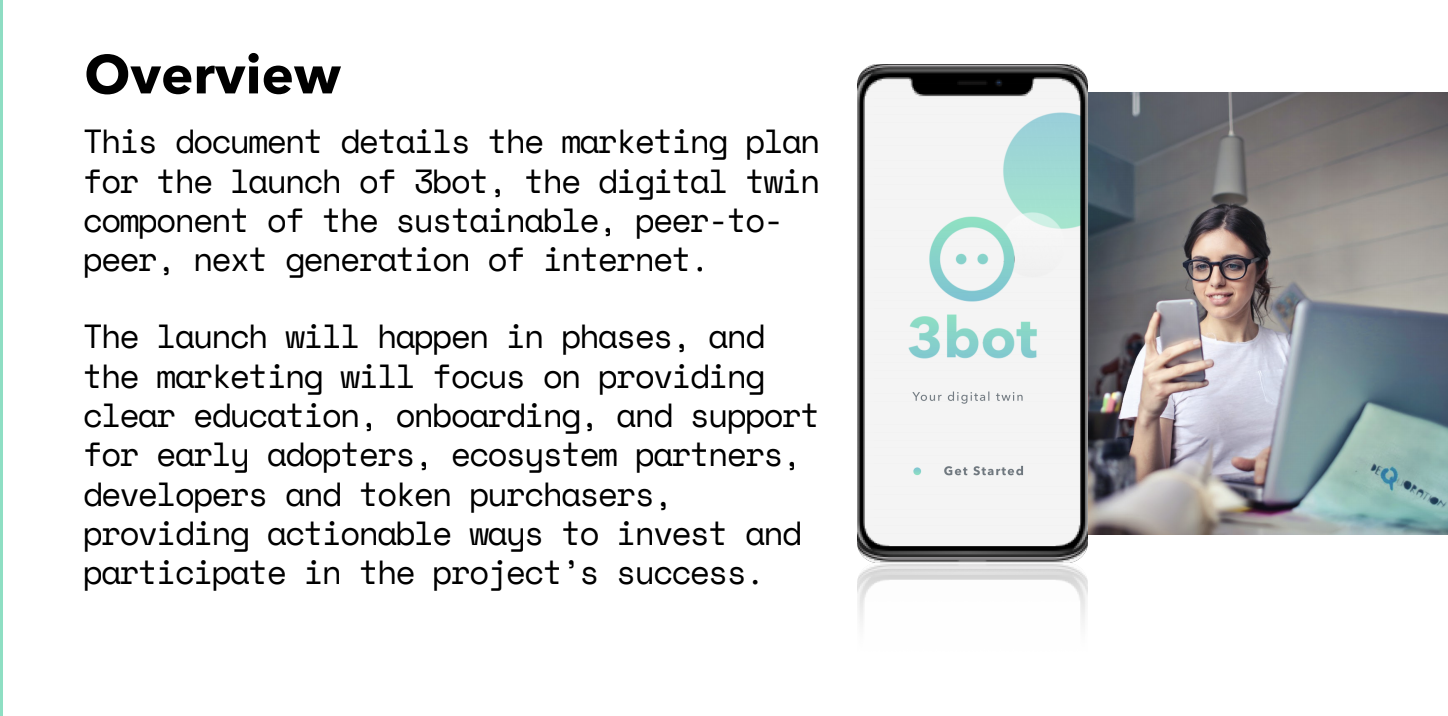 Overview
This document details the marketing plan
for the launch of 3bot, the digital twin
component of the sustainable, peer-to-
peer, next generation of internet.
The launch will happen in phases, and
the marketing will focus on providing
clear education, onboarding, and support
for early adopters, ecosystem partners,
developers and token purchasers,
providing actionable ways to invest and
participate in the project’s success.
3bot
Your digital twin
Get Started